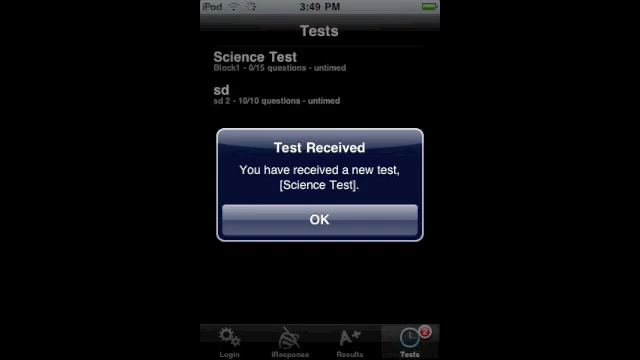 iPod 3:49 PM
Tests
Science Test
Block1 - 0/15 questions - untimed
sd
sd 2 - 10/10 questions - untimed
Test Received
You have received a new test,
[Science Test].
OK
2
Login iResponse Results Tests